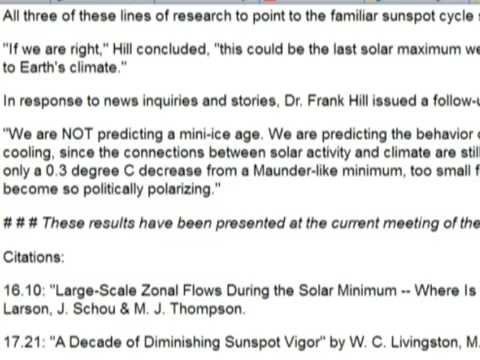 All three of these lines of research to point to the familiar sunspot cycle
"If we are right," Hill concluded, "this could be the last solar maximum we
to Earth's climate."
In response to news inquiries and stories, Dr. Frank Hill issued a follow-u
"We are NOT predicting a mini-ice age. We are predicting the behavior
cooling, since the connections between solar activity and climate are still
only a 0.3 degree C decrease from a Maunder-like minimum, too small f
become so politically polarizing."
# # # These results have been presented at the current meeting of the
Citations:
16.10: "Large-Scale Zonal Flows During the Solar Minimum -- Where Is
Larson, J. Schou & M. J. Thompson.
17.21: "A Decade of Diminishing Sunspot Vigor" by W. C. Livingston, M.